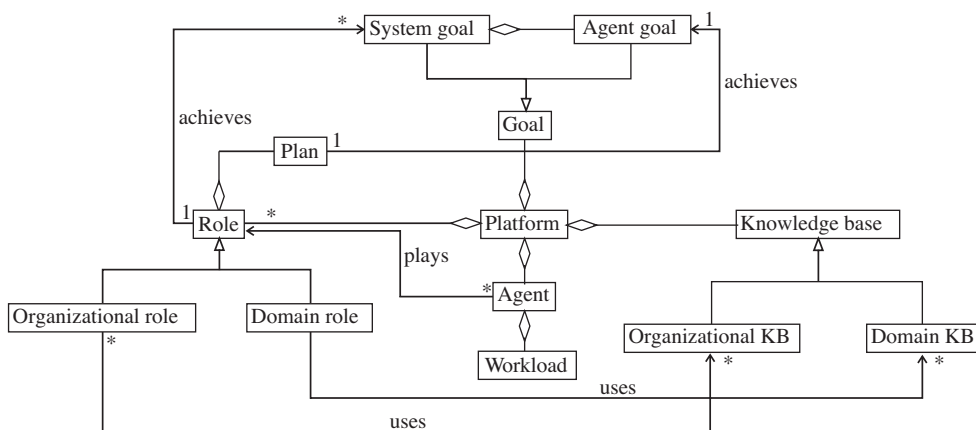 * System goal Agent goal 1
achieves
achieves
Goal
Plan 1
1 Role * Platform Knowledge base
plays
* Agent
Organizational role Domain role
* Organizational KB Domain KB
* *
Workload
uses
uses